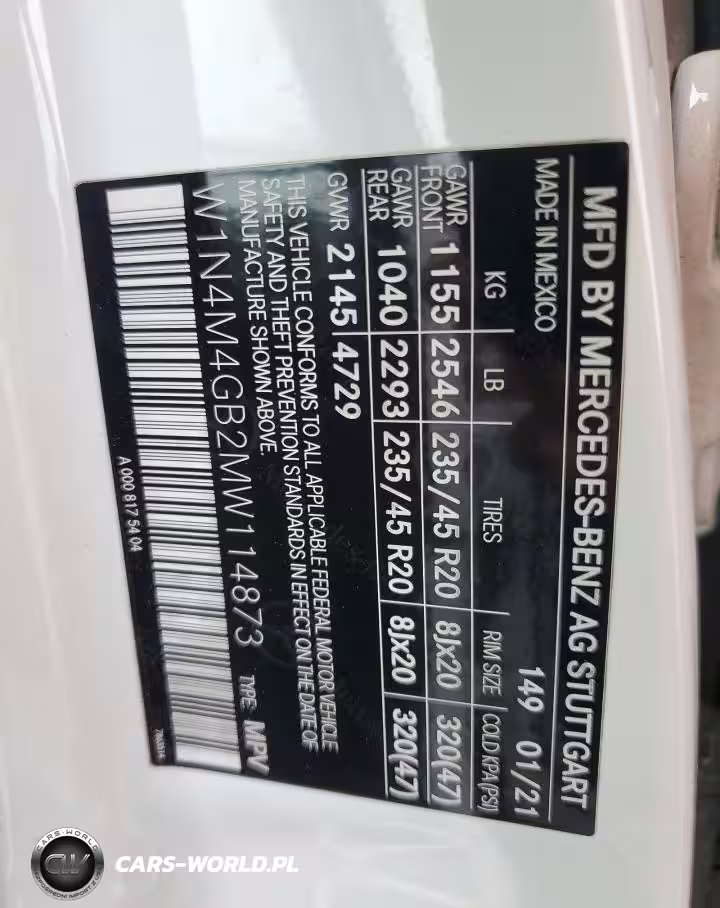 MFD BY MERCEDES-BENZ AG STUTTGART
MADE IN MEXICO 149 01/21
KG LB TIRES RIM SIZE COLD KPA(PSI)
GAWR FRONT 1155 2546 235/45 R20 8Jx20 320(47)
GAWR REAR 1040 2293 235/45 R20 8Jx20 320(47)
GVWR 2145 4729
THIS VEHICLE CONFORMS TO ALL APPLICABLE FEDERAL MOTOR VEHICLE
SAFETY AND THEFT PREVENTION STANDARDS IN EFFECT ON THE DATE OF
MANUFACTURE SHOWN ABOVE.
W1N4M4GB2MW114873 TYPE: MPV
A 000 817 54 04
CARS-WORLD
CW
CARS-WORLD.PL